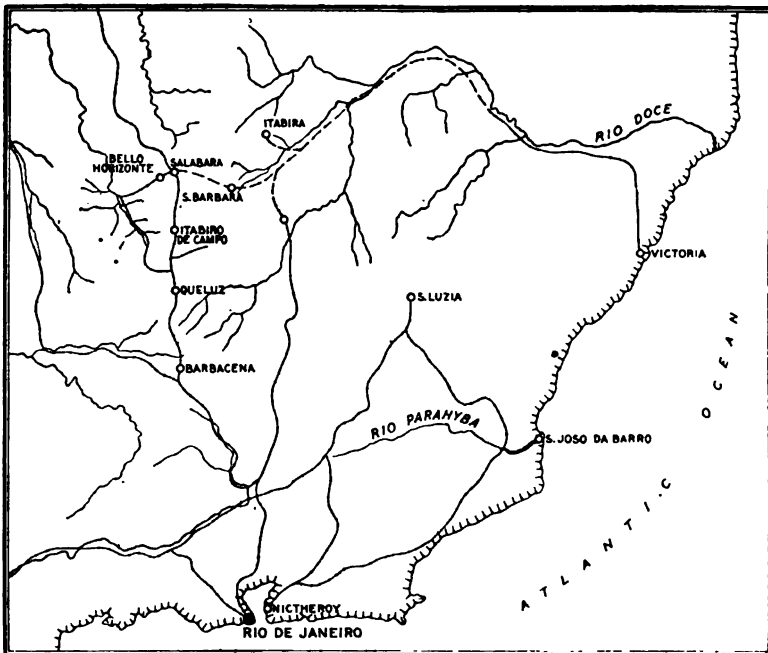 ITABIRA
RIO DOCE
BELLO
HORIZONTE
SALABARA
S. BARBARA
ITABIRO
DE CAMPO
VICTORIA
QUELUZ
S. LUZIA
BARBACENA
RIO PARAHYBA
S. JOSO DA BARRO
ATLANTIC OCEAN
NICTHEROY
RIO DE JANEIRO